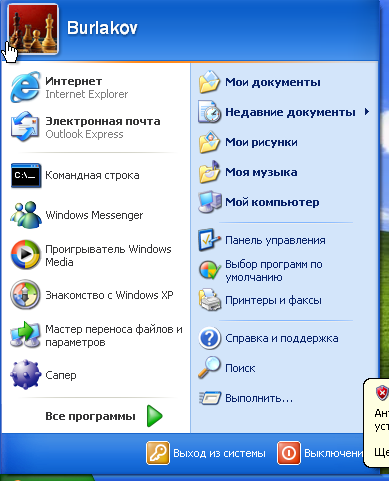 Burlakov
Интернет
Internet Explorer
Электронная почта
Outlook Express
Командная строка
Windows Messenger
Проигрыватель Windows
Media
Знакомство с Windows XP
Мастер переноса файлов и
параметров
Сапер
Все программы
Мои документы
Недавние документы
Мои рисунки
Моя музыка
Мой компьютер
Панель управления
Выбор программ по
умолчанию
Принтеры и факсы
Справка и поддержка
Поиск
Выполнить...
Выход из системы
Выключени
Ант
уст
Ще